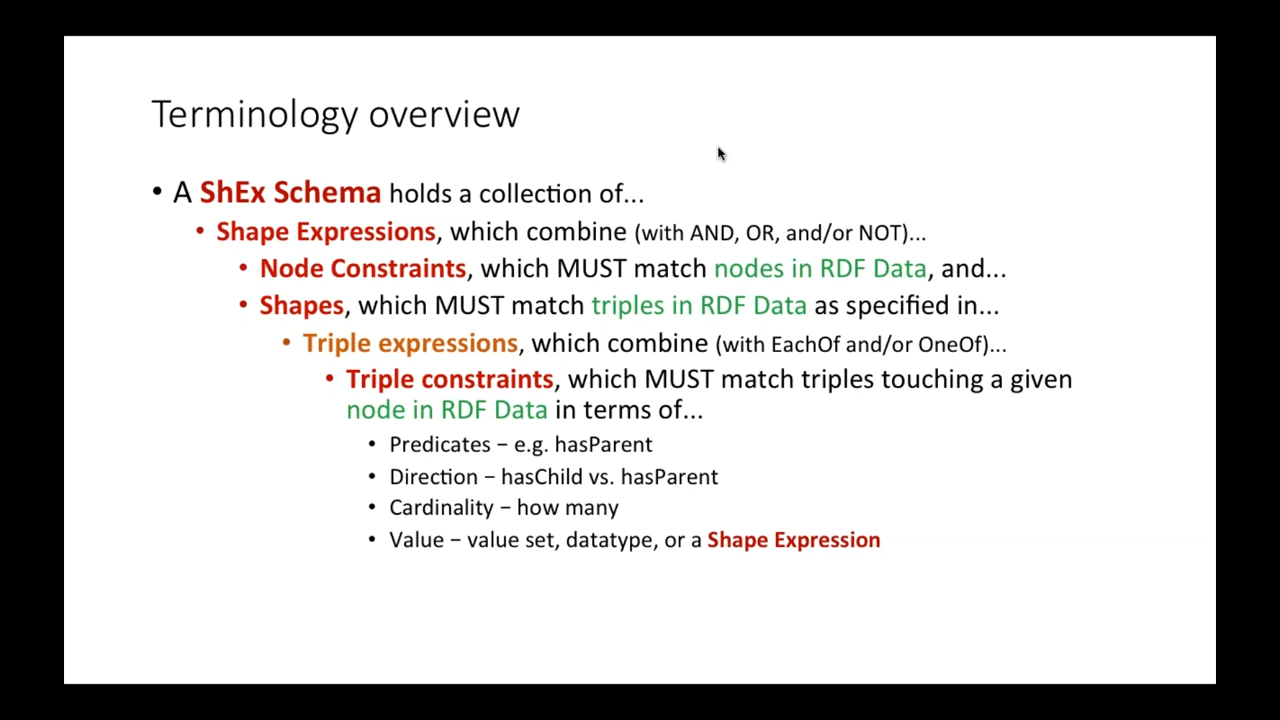 Terminology overview
• A ShEx Schema holds a collection of...
• Shape Expressions, which combine (with AND, OR, and/or NOT)...
• Node Constraints, which MUST match nodes in RDF Data, and...
• Shapes, which MUST match triples in RDF Data as specified in...
• Triple expressions, which combine (with EachOf and/or OneOf)...
• Triple constraints, which MUST match triples touching a given
node in RDF Data in terms of...
• Predicates – e.g. hasParent
• Direction – hasChild vs. hasParent
• Cardinality – how many
• Value – value set, datatype, or a Shape Expression